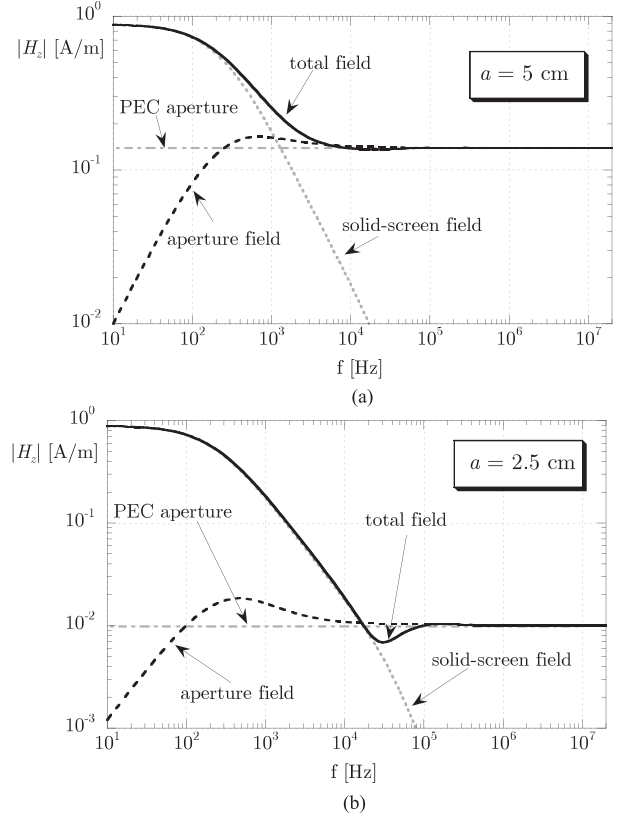 10^0
|H_z| [A/m]
total field
a = 5 cm
PEC aperture
10^-1
aperture field
solid-screen field
10^-2
10^1 10^2 10^3 10^4 10^5 10^6 10^7
f [Hz]
(a)
10^0
|H_z| [A/m]
a = 2.5 cm
PEC aperture
total field
10^-1
10^-2
solid-screen field
aperture field
10^-3
10^1 10^2 10^3 10^4 10^5 10^6 10^7
f [Hz]
(b)